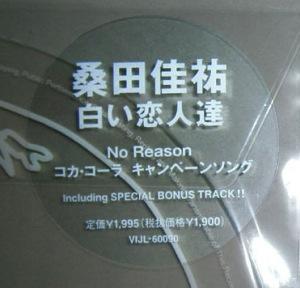 桑田佳祐
白い恋人達
No Reason
コカ·コーラ キャンペーンソング
Including SPECIAL BONUS TRACK!!
定価¥1,995(税抜価格¥1,900)
VIJL-60090